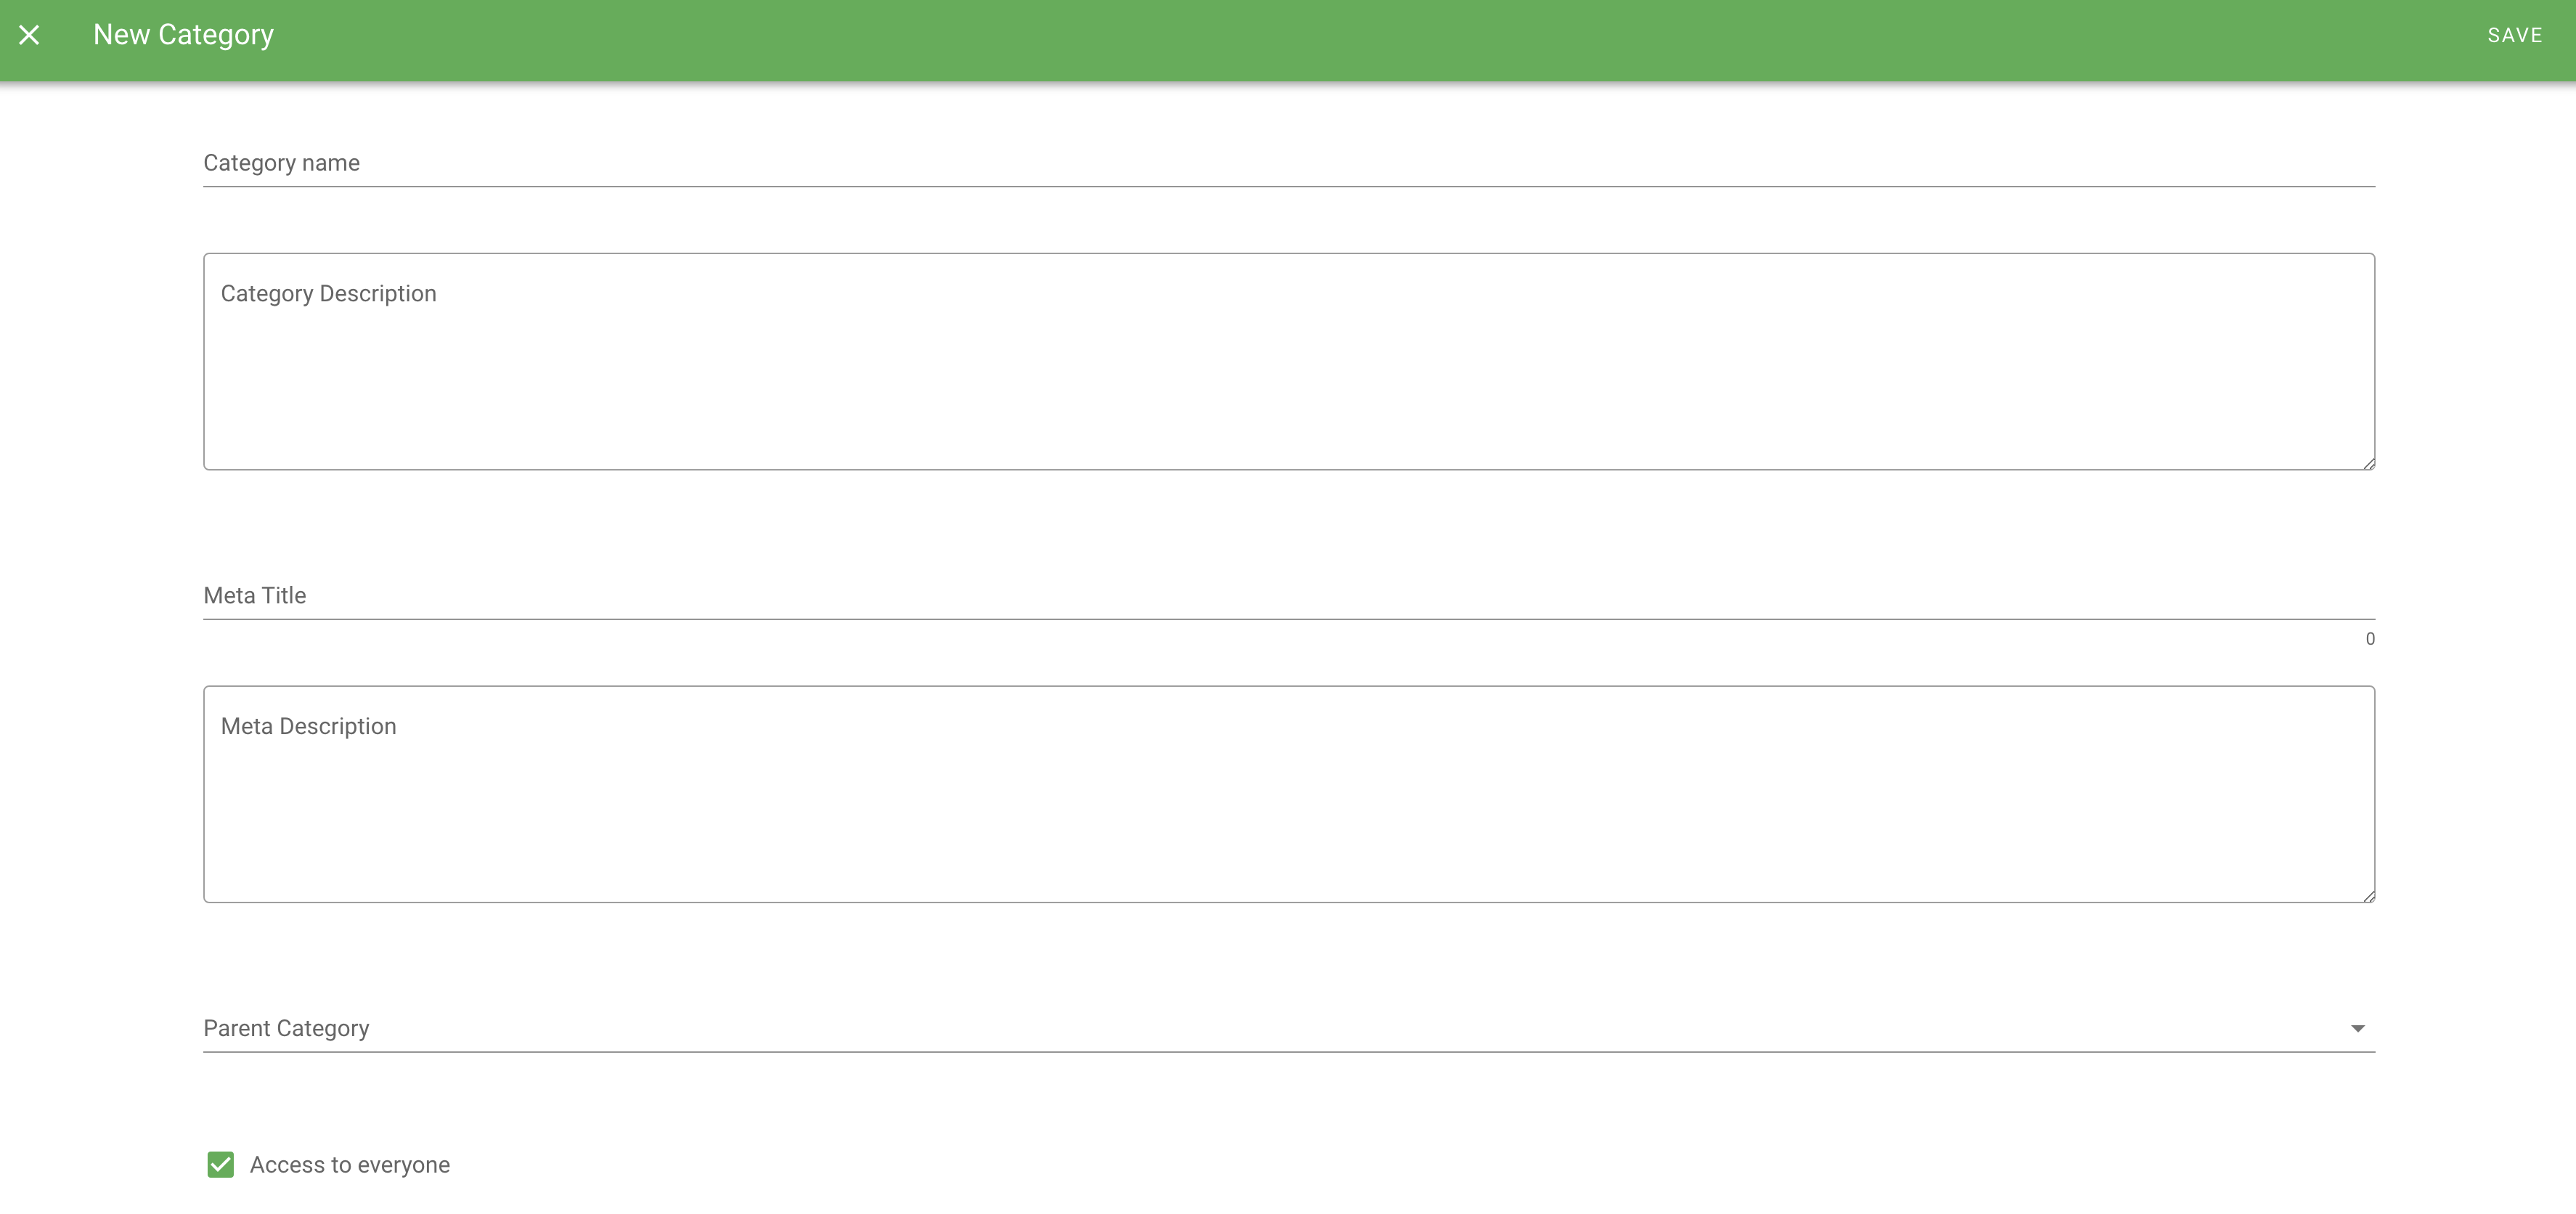 New Category
SAVE
Category name
Category Description
Meta Title
0
Meta Description
Parent Category
Access to everyone